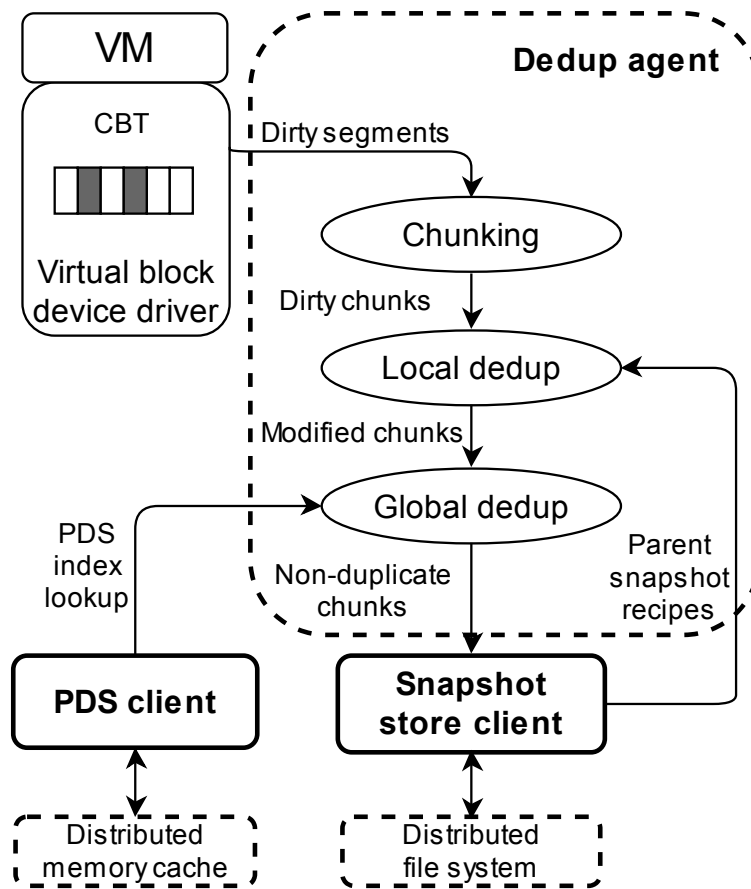 VM
Dedup agent
CBT
Dirty segments
Virtual block
device driver
Chunking
Dirty chunks
Local dedup
Modified chunks
Global dedup
PDS
index
lookup
Non-duplicate
chunks
Parent
snapshot
recipes
PDS client
Snapshot
store client
Distributed
memory cache
Distributed
file system